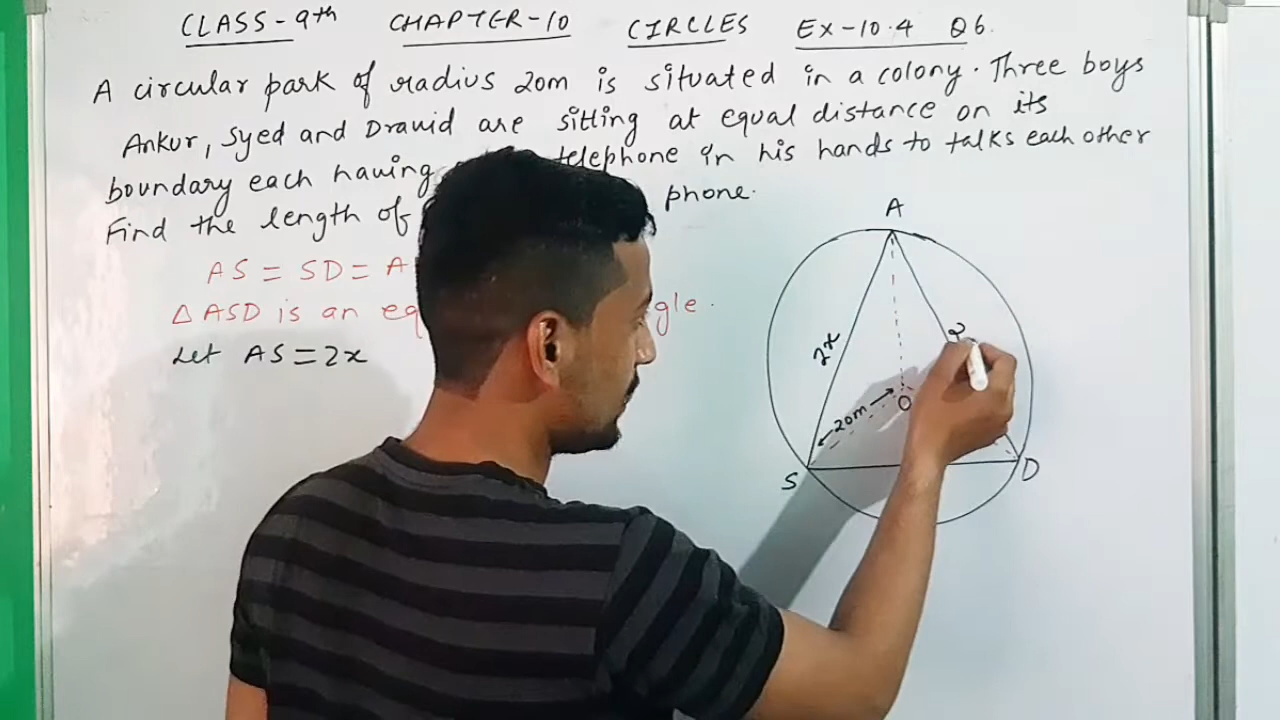 CLASS-9th CHAPTER-10 CIRCLES EX-10.4 Q6.
A circular park of radius 20m is situated in a colony. Three boys
Ankur, Syed and Dravid are sitting at equal distance on its
boundary each having telephone in his hands to talks each other
Find the length of phone.
AS = SD = A
△ ASD is an eq gle.
Let AS = 2x
A
2x
2
20m
O
S
D